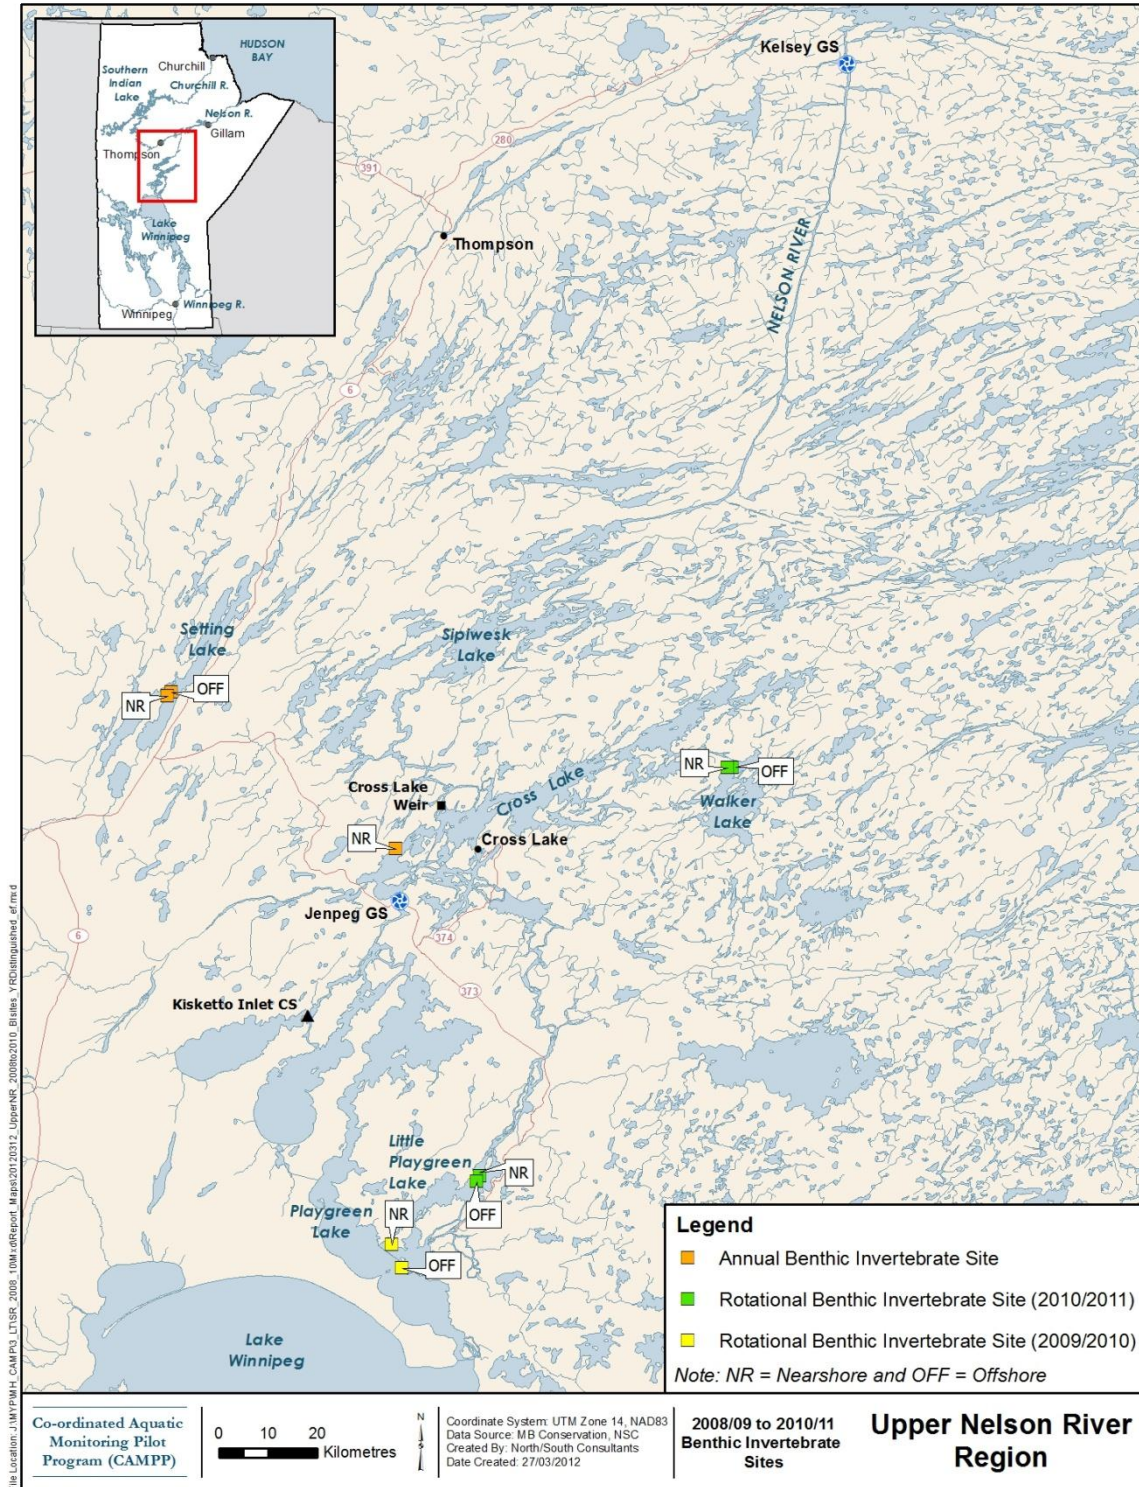 HUDSON
BAY
Churchill
Southern
Indian
Lake
Churchill R.
Nelson R.
Gillam
Thompson
Lake
Winnipeg
Winnipeg R.
Winnipeg
Kelsey GS
280
391
Thompson
NELSON RIVER
6
Setting
Lake
Sipiwesk
Lake
NR
OFF
NR
OFF
Walker
Lake
Cross Lake
Weir
Cross Lake
NR
Cross Lake
Jenpeg GS
6
374
373
Kisketto Inlet CS
Little
Playgreen
Lake
NR
OFF
Playgreen
Lake
NR
OFF
Lake
Winnipeg
Legend
Annual Benthic Invertebrate Site
Rotational Benthic Invertebrate Site (2010/2011)
Rotational Benthic Invertebrate Site (2009/2010)
Note: NR = Nearshore and OFF = Offshore
Co-ordinated Aquatic
Monitoring Pilot
Program (CAMPP)
0 10 20
Kilometres
N
Coordinate System: UTM Zone 14, NAD83
Data Source: MB Conservation, NSC
Created By: North/South Consultants
Date Created: 27/03/2012
2008/09 to 2010/11
Benthic Invertebrate
Sites
Upper Nelson River
Region